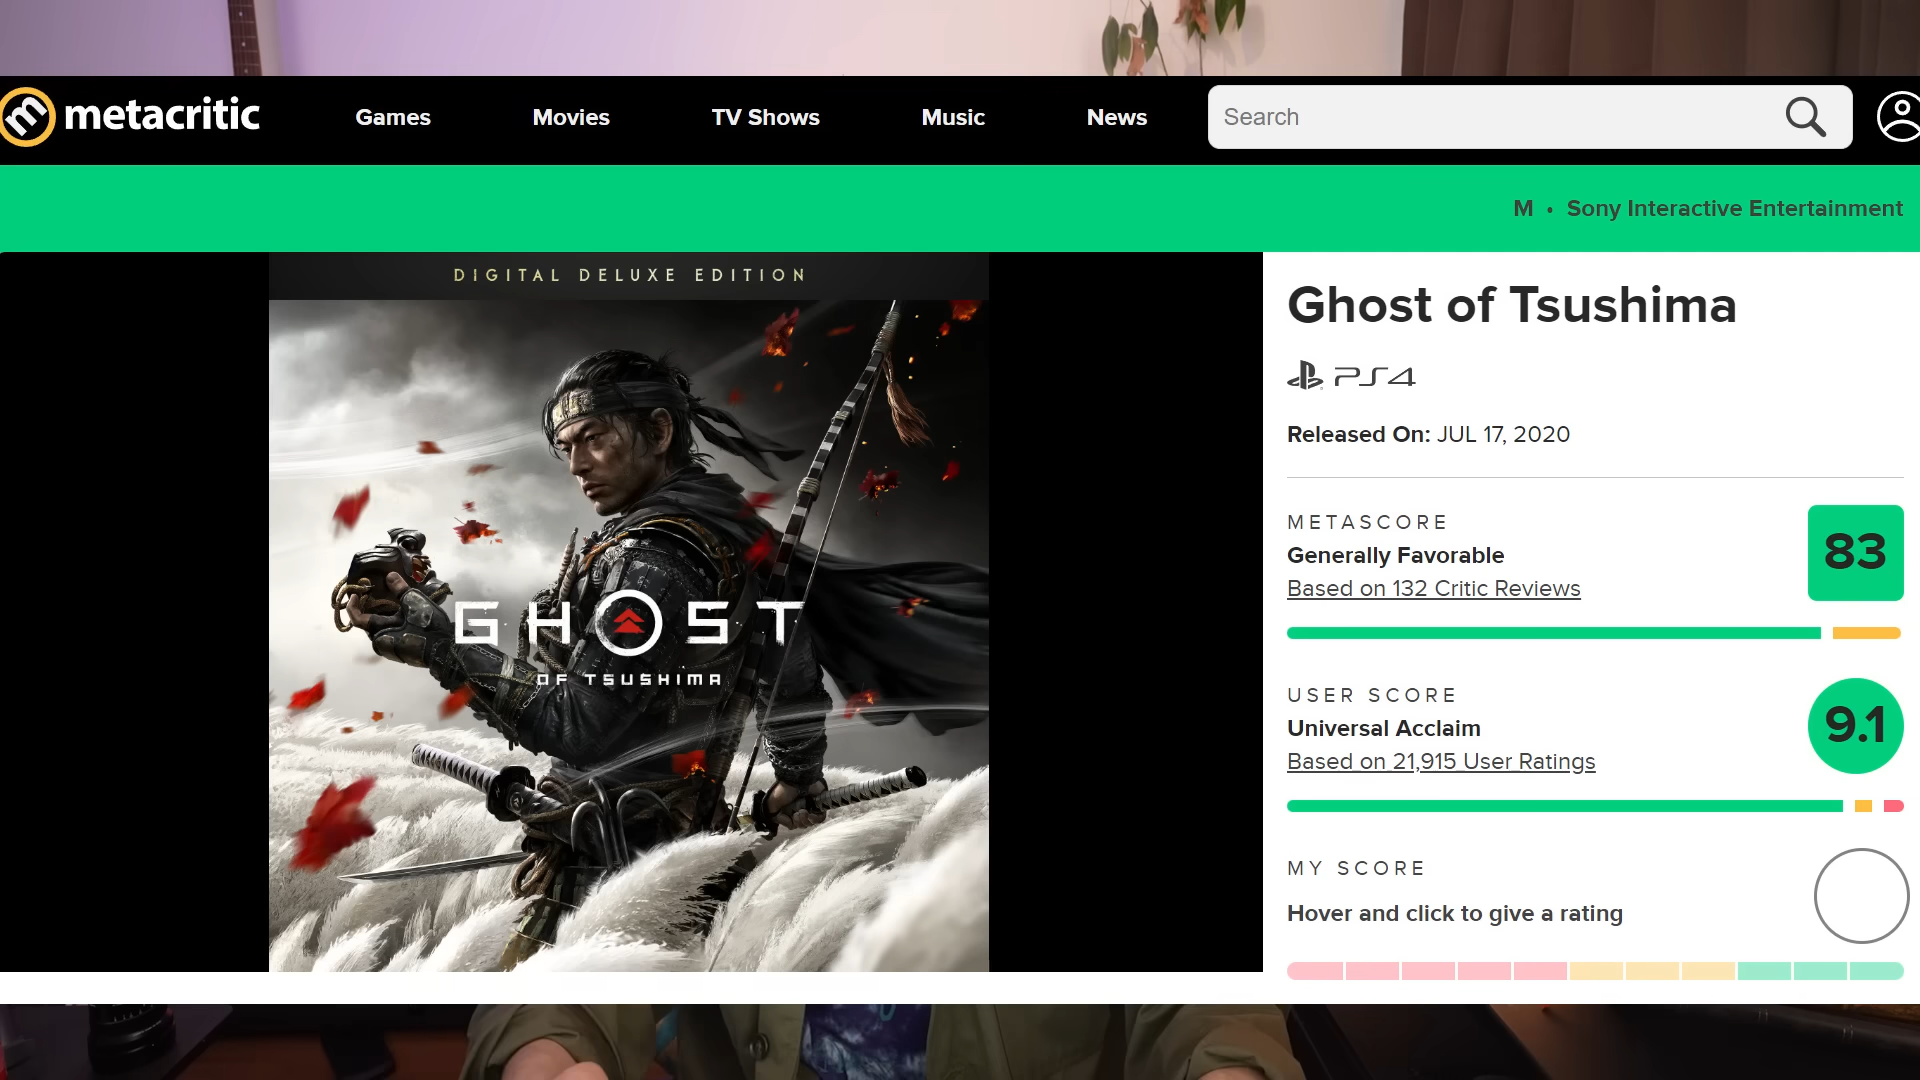 metacritic
Games
Movies
TV Shows
Music
News
Search
M • Sony Interactive Entertainment
DIGITAL DELUXE EDITION
GHOST
OF TSUSHIMA
Ghost of Tsushima
PS4
Released On: JUL 17, 2020
METASCORE
Generally Favorable
Based on 132 Critic Reviews
83
USER SCORE
Universal Acclaim
Based on 21,915 User Ratings
9.1
MY SCORE
Hover and click to give a rating